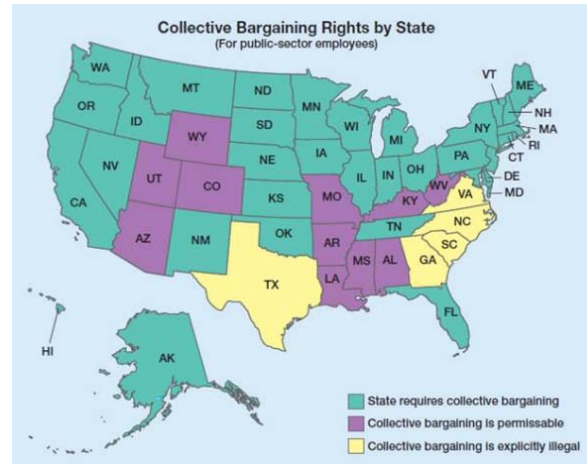 Collective Bargaining Rights by State
(For public-sector employees)
WA
OR
ID
MT
ND
MN
SD
WI
MI
NY
VT
ME
NH
MA
RI
CT
WY
NE
IA
PA
DE
MD
NV
UT
CO
KS
IL
IN
OH
WV
VA
CA
MO
KY
NC
AZ
NM
OK
AR
TN
SC
TX
LA
MS
AL
GA
FL
HI
AK
State requires collective bargaining
Collective bargaining is permissable
Collective bargaining is explicitly illegal